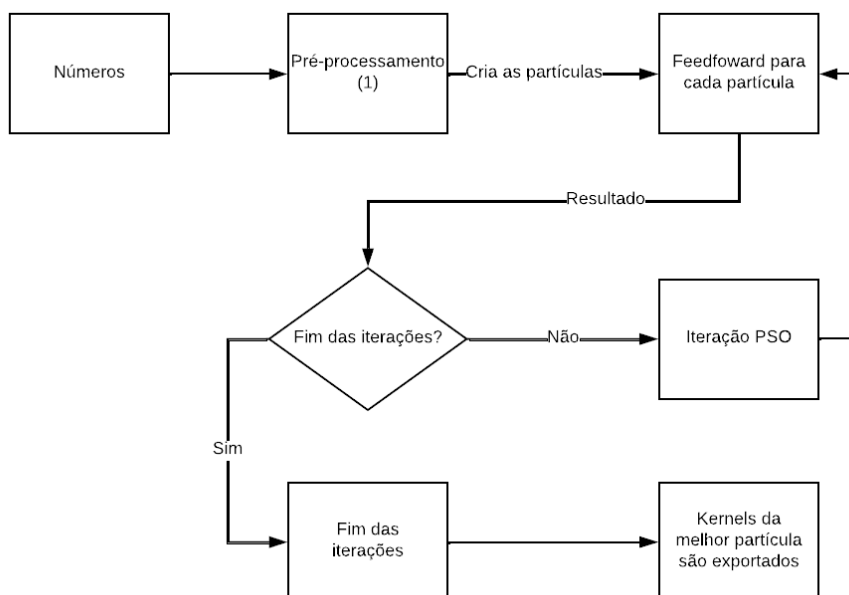 Números
Pré-processamento
(1)
Cria as partículas
Feedfoward para
cada partícula
Resultado
Fim das iterações?
Não
Iteração PSO
Sim
Fim das
iterações
Kernels da
melhor partícula
são exportados